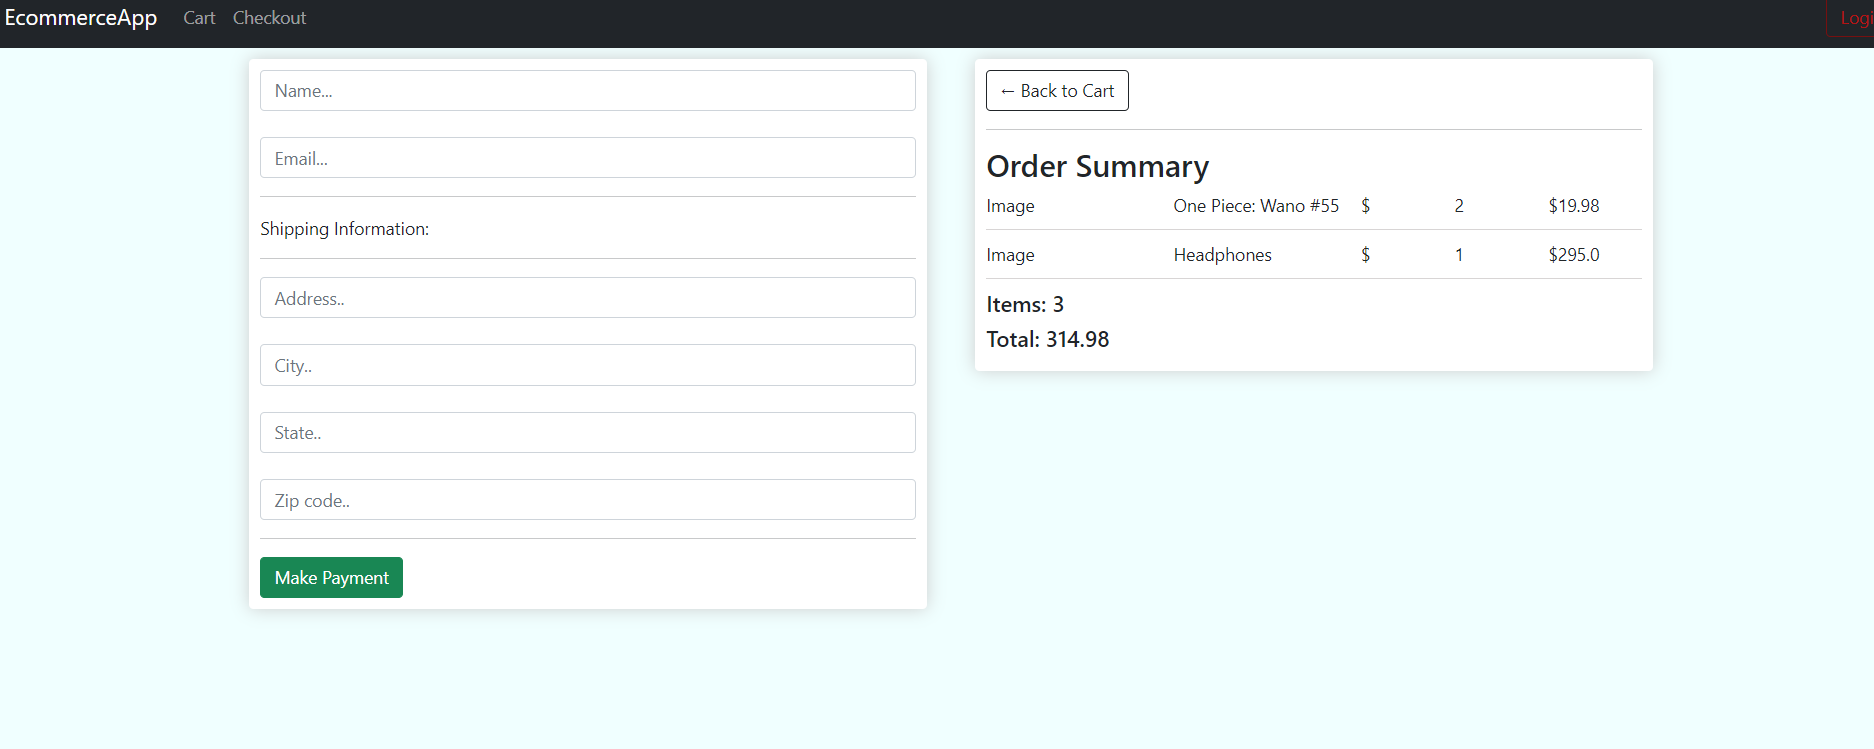 EcommerceApp Cart Checkout Logi
Name...
Email...
Shipping Information:
Address..
City..
State..
Zip code..
Make Payment
← Back to Cart
Order Summary
Image One Piece: Wano #55 $ 2 $19.98
Image Headphones $ 1 $295.0
Items: 3
Total: 314.98